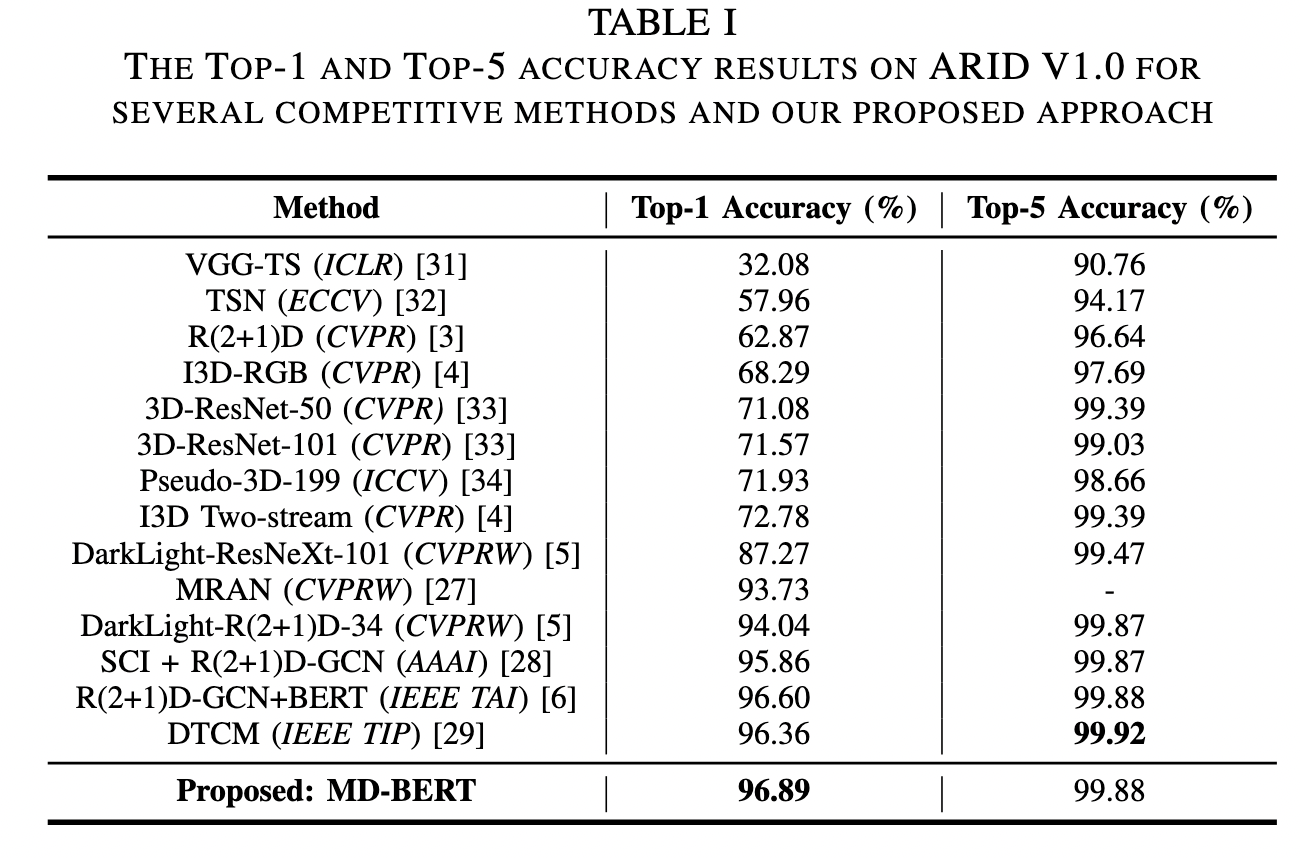 TABLE I
THE TOP-1 AND TOP-5 ACCURACY RESULTS ON ARID V1.0 FOR
SEVERAL COMPETITIVE METHODS AND OUR PROPOSED APPROACH
Method Top-1 Accuracy (%) Top-5 Accuracy (%)
VGG-TS (ICLR) [31] 32.08 90.76
TSN (ECCV) [32] 57.96 94.17
R(2+1)D (CVPR) [3] 62.87 96.64
I3D-RGB (CVPR) [4] 68.29 97.69
3D-ResNet-50 (CVPR) [33] 71.08 99.39
3D-ResNet-101 (CVPR) [33] 71.57 99.03
Pseudo-3D-199 (ICCV) [34] 71.93 98.66
I3D Two-stream (CVPR) [4] 72.78 99.39
DarkLight-ResNeXt-101 (CVPRW) [5] 87.27 99.47
MRAN (CVPRW) [27] 93.73 -
DarkLight-R(2+1)D-34 (CVPRW) [5] 94.04 99.87
SCI + R(2+1)D-GCN (AAAI) [28] 95.86 99.87
R(2+1)D-GCN+BERT (IEEE TAI) [6] 96.60 99.88
DTCM (IEEE TIP) [29] 96.36 99.92
Proposed: MD-BERT 96.89 99.88